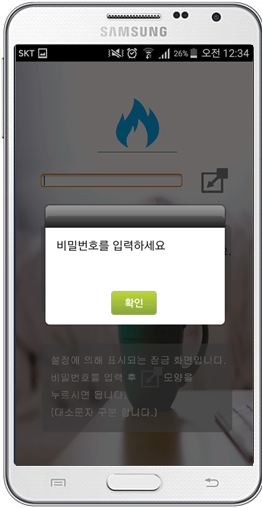 SAMSUNG
SKT 26% 오전 12:34
비밀번호를 입력하세요
확인
설정에 의해 표시되는 잠금 화면입니다.
비밀번호를 입력 후 모양을
누르시면 됩니다.
(대소문자 구분 합니다.)